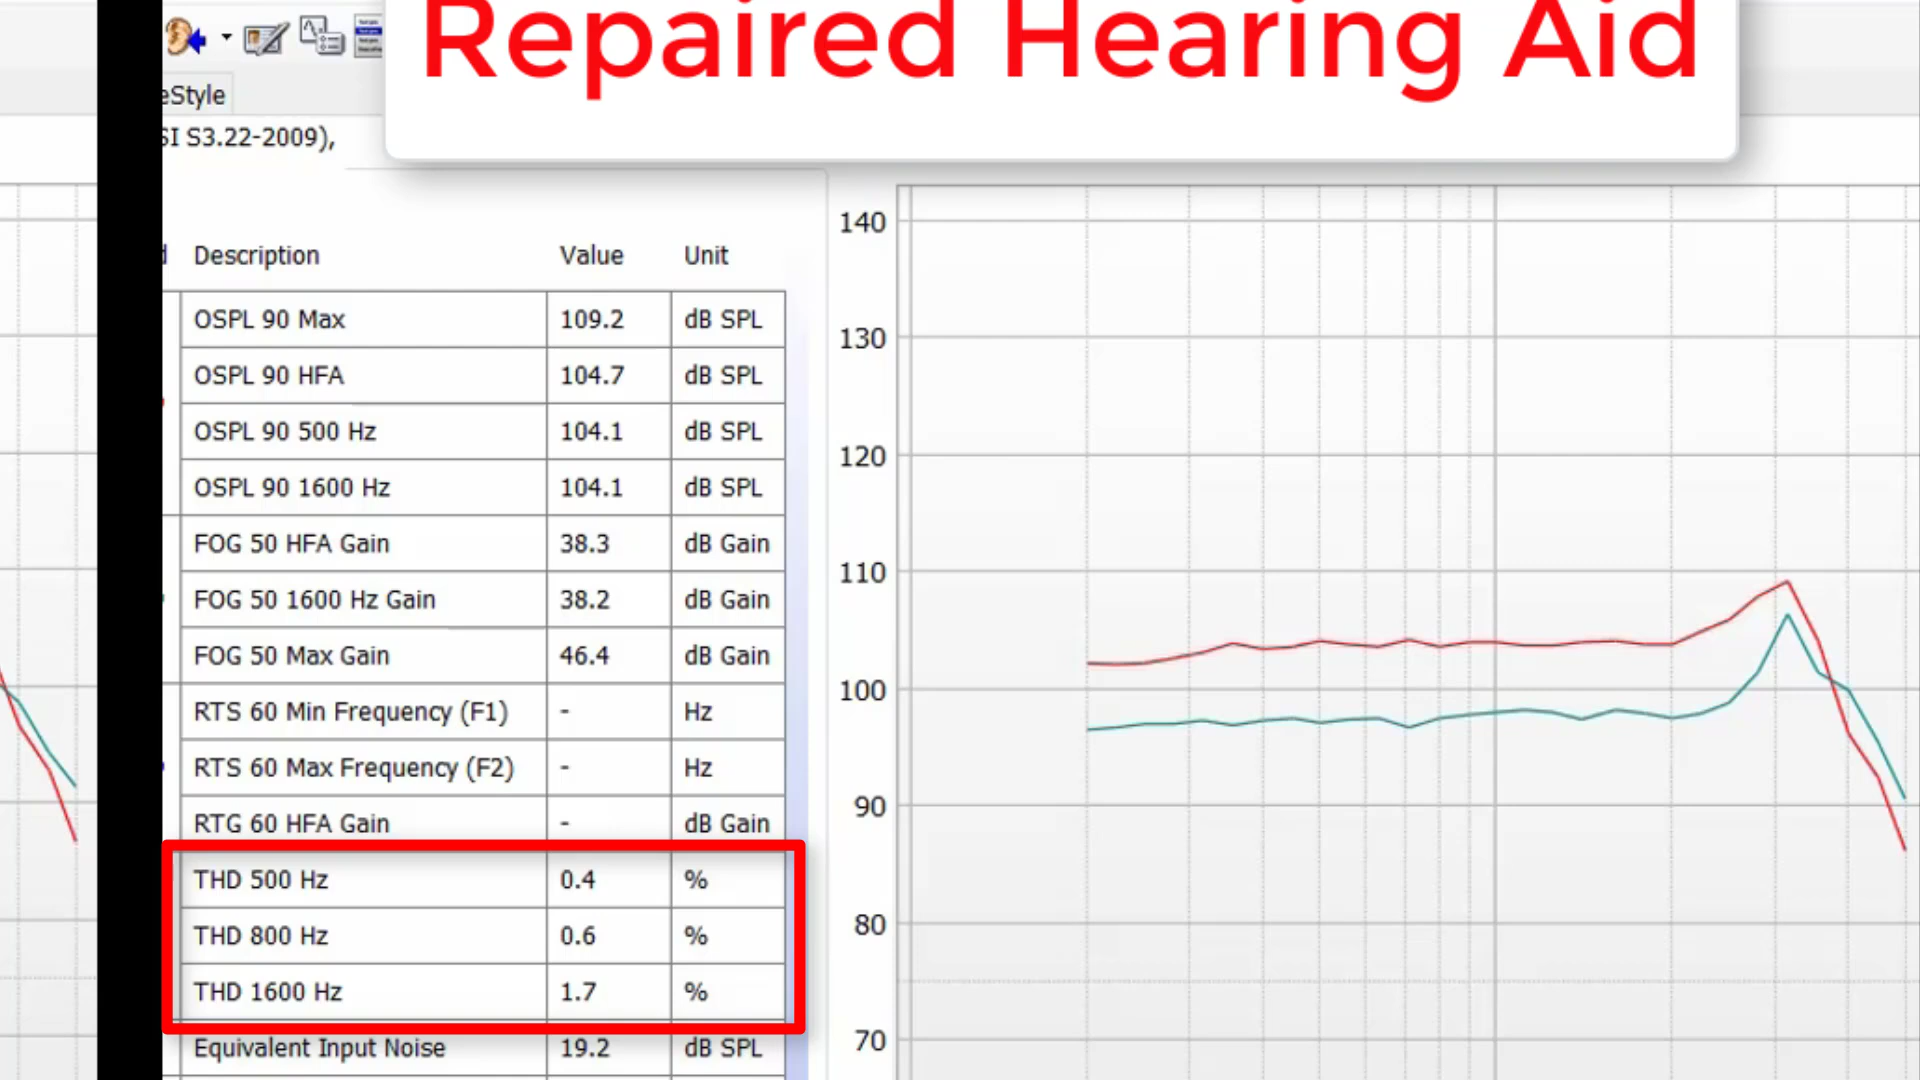 Repaired Hearing Aid
eStyle
SI S3.22-2009),
Description Value Unit
OSPL 90 Max 109.2 dB SPL
OSPL 90 HFA 104.7 dB SPL
OSPL 90 500 Hz 104.1 dB SPL
OSPL 90 1600 Hz 104.1 dB SPL
FOG 50 HFA Gain 38.3 dB Gain
FOG 50 1600 Hz Gain 38.2 dB Gain
FOG 50 Max Gain 46.4 dB Gain
RTS 60 Min Frequency (F1) - Hz
RTS 60 Max Frequency (F2) - Hz
RTG 60 HFA Gain - dB Gain
THD 500 Hz 0.4 %
THD 800 Hz 0.6 %
THD 1600 Hz 1.7 %
Equivalent Input Noise 19.2 dB SPL
140
130
120
110
100
90
80
70